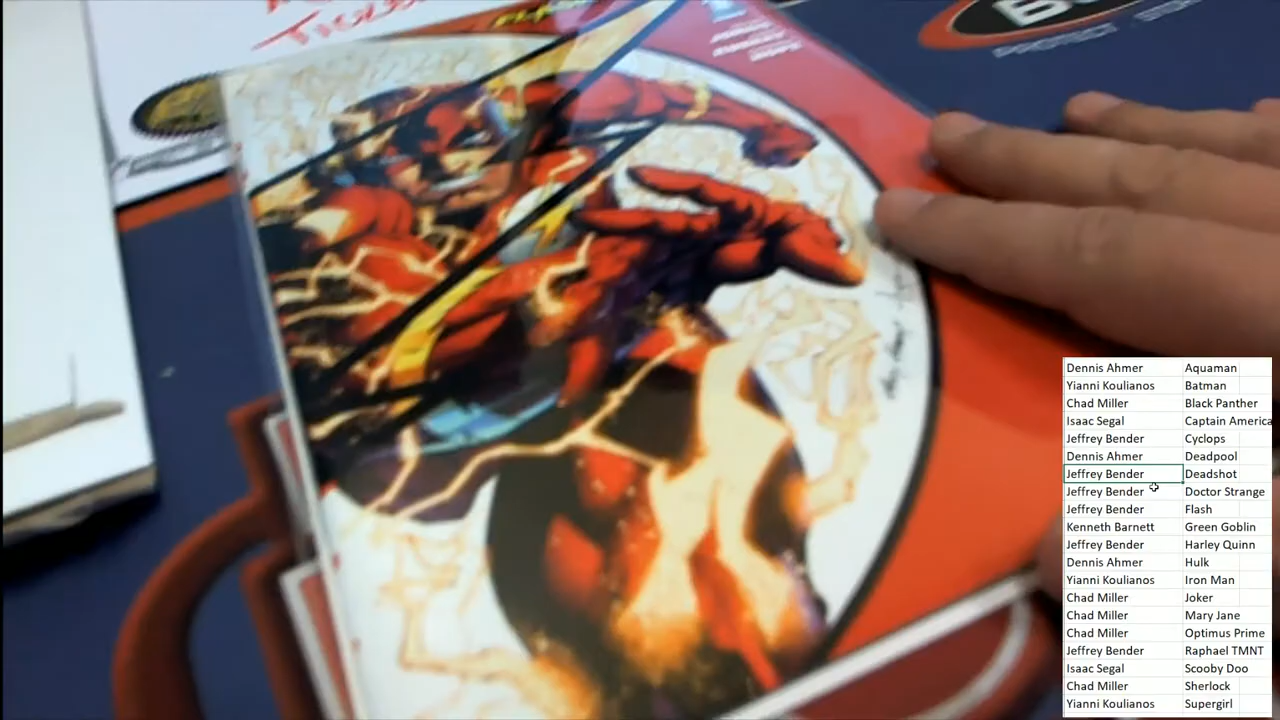 PROTECT WITH
Dennis Ahmer Aquaman
Yianni Koulianos Batman
Chad Miller Black Panther
Isaac Segal Captain America
Jeffrey Bender Cyclops
Dennis Ahmer Deadpool
Jeffrey Bender Deadshot
Jeffrey Bender Doctor Strange
Jeffrey Bender Flash
Kenneth Barnett Green Goblin
Jeffrey Bender Harley Quinn
Dennis Ahmer Hulk
Yianni Koulianos Iron Man
Chad Miller Joker
Chad Miller Mary Jane
Chad Miller Optimus Prime
Jeffrey Bender Raphael TMNT
Isaac Segal Scooby Doo
Chad Miller Sherlock
Yianni Koulianos Supergirl